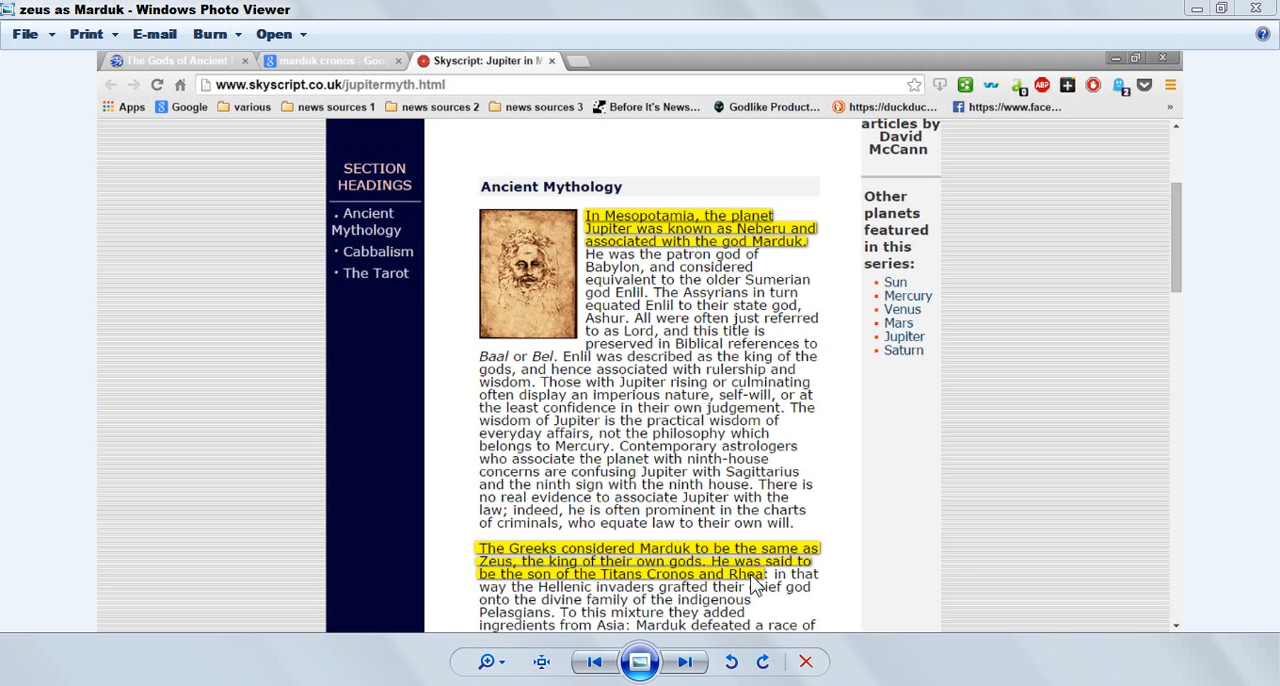 zeus as Marduk - Windows Photo Viewer
File Print E-mail Burn Open
The Gods of Ancient
marduk cronos - Goo
Skyscript: Jupiter in M
www.skyscript.co.uk/jupitermyth.html
0
ABP
2
Apps Google various news sources 1 news sources 2 news sources 3 Before It's News... Godlike Product... https://duckduc... https://www.face... »
SECTION
HEADINGS
• Ancient
Mythology
• Cabbalism
• The Tarot
Ancient Mythology
In Mesopotamia, the planet
Jupiter was known as Neberu and
associated with the god Marduk.
He was the patron god of
Babylon, and considered
equivalent to the older Sumerian
god Enlil. The Assyrians in turn
equated Enlil to their state god,
Ashur. All were often just referred
to as Lord, and this title is
preserved in Biblical references to
Baal or Bel. Enlil was described as the king of the
gods, and hence associated with rulership and
wisdom. Those with Jupiter rising or culminating
often display an imperious nature, self-will, or at
the least confidence in their own judgement. The
wisdom of Jupiter is the practical wisdom of
everyday affairs, not the philosophy which
belongs to Mercury. Contemporary astrologers
who associate the planet with ninth-house
concerns are confusing Jupiter with Sagittarius
and the ninth sign with the ninth house. There is
no real evidence to associate Jupiter with the
law; indeed, he is often prominent in the charts
of criminals, who equate law to their own will.
The Greeks considered Marduk to be the same as
Zeus, the king of their own gods. He was said to
be the son of the Titans Cronos and Rhea: in that
way the Hellenic invaders grafted their chief god
onto the divine family of the indigenous
Pelasgians. To this mixture they added
ingredients from Asia: Marduk defeated a race of
articles by
David
McCann
Other
planets
featured
in this
series:
Sun
Mercury
Venus
Mars
Jupiter
Saturn